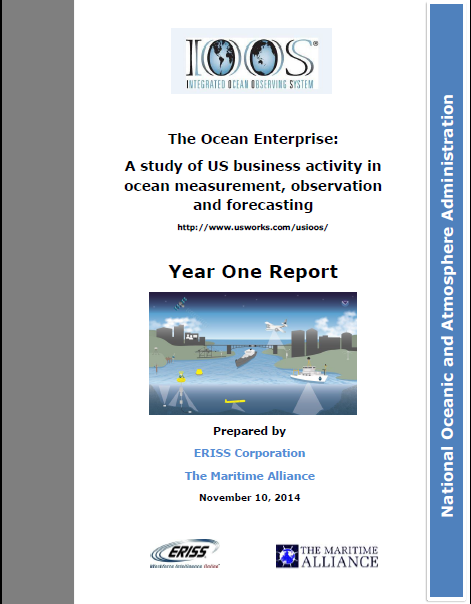 IOOS®
INTEGRATED OCEAN OBSERVING SYSTEM
The Ocean Enterprise:
A study of US business activity in
ocean measurement, observation
and forecasting
http://www.usworks.com/usioos/
Year One Report
Prepared by
ERISS Corporation
The Maritime Alliance
November 10, 2014
ERISS
Workforce Intelligence Online
THE MARITIME
ALLIANCE
National Oceanic and Atmosphere Administration